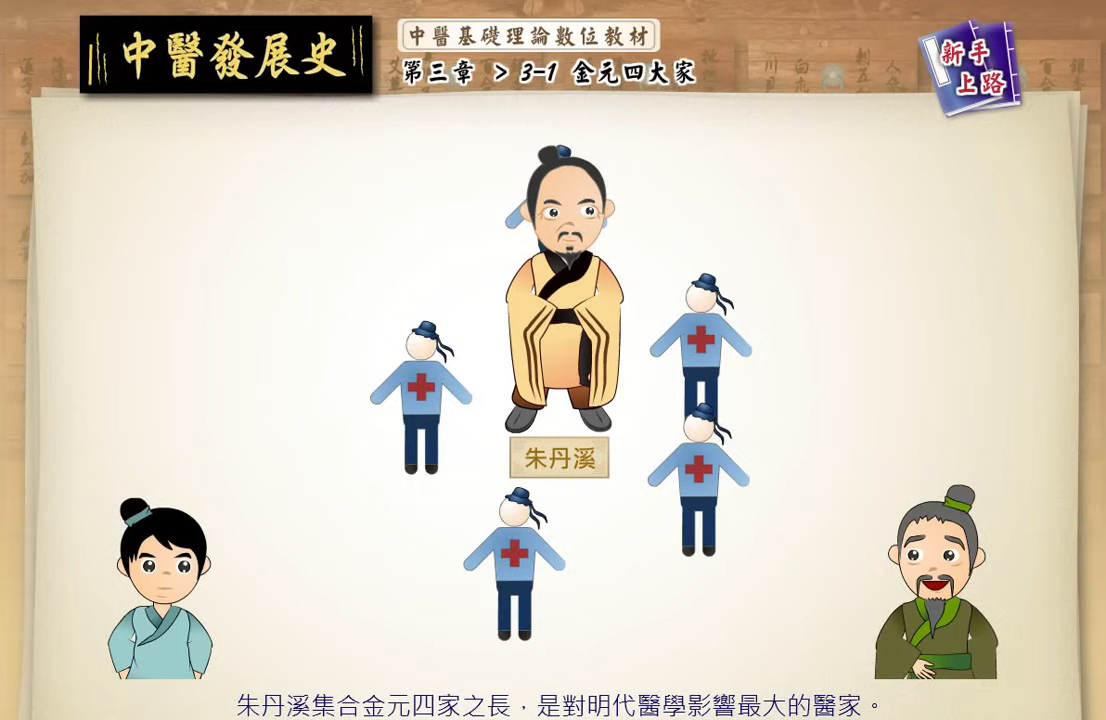 中醫發展史
中醫基礎理論數位教材
第三章 > 3-1 金元四大家
新手
上路
朱丹溪
朱丹溪集合金元四家之長，是對明代醫學影響最大的醫家。